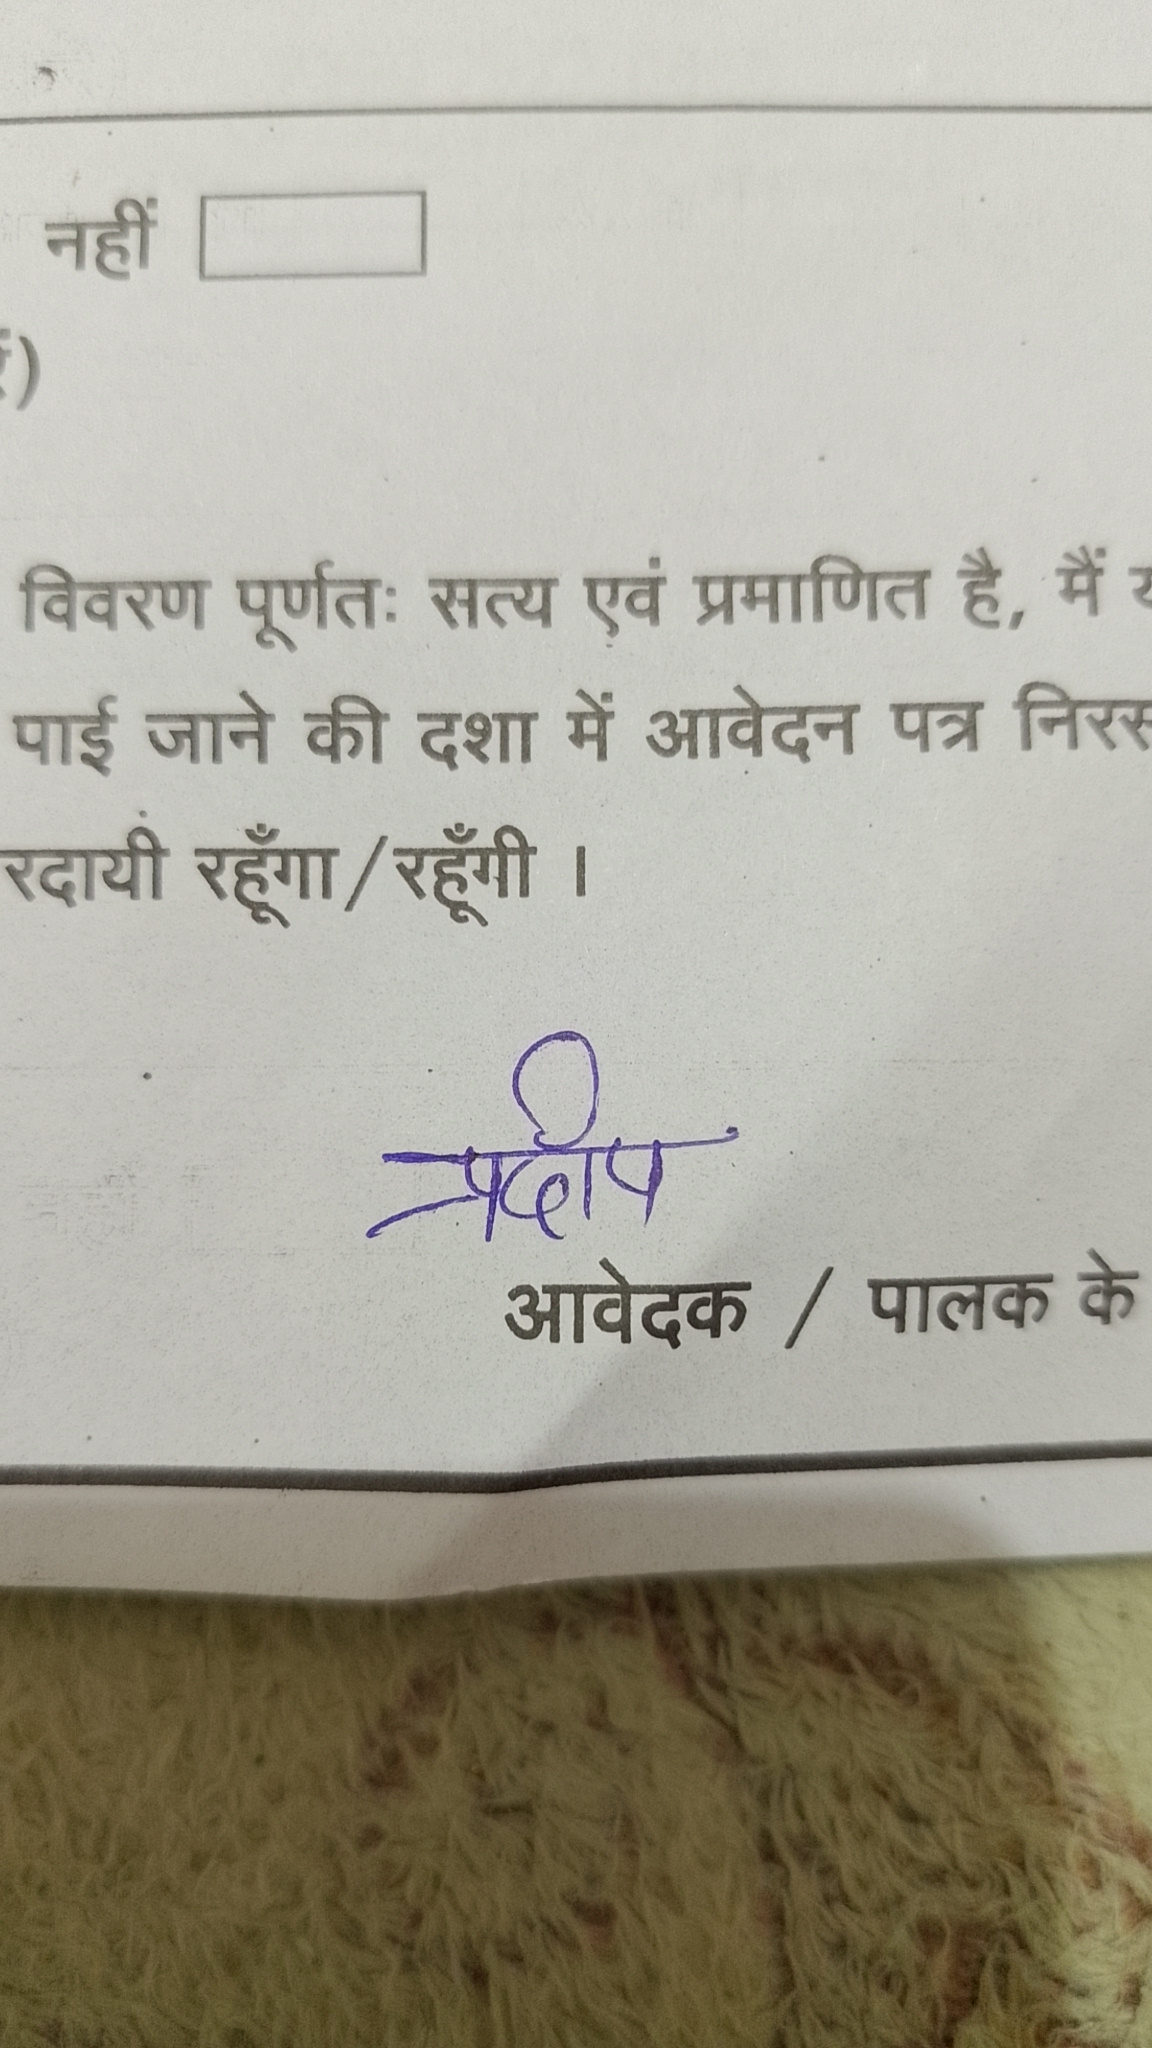 नहीं
)
विवरण पूर्णतः सत्य एवं प्रमाणित है, मैं
पाई जाने की दशा में आवेदन पत्र निरस
रदायी रहूँगा/रहूँगी ।
प्रदीप
आवेदक / पालक के